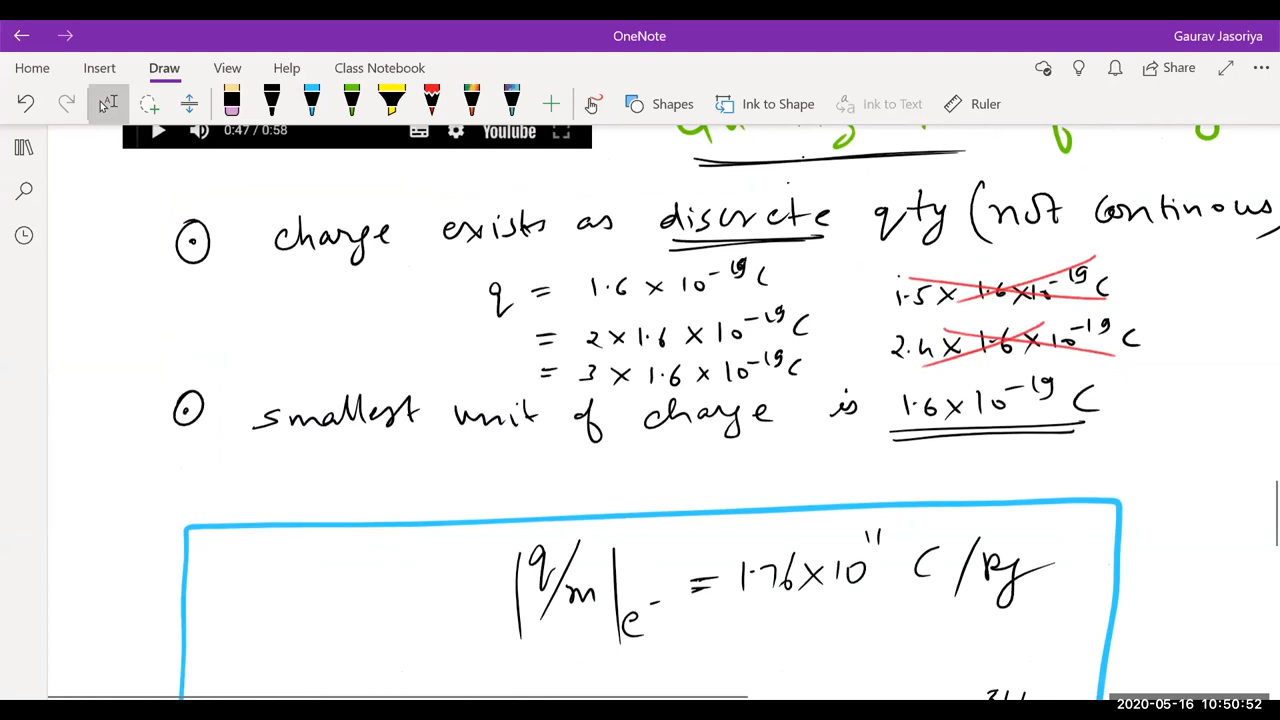 OneNote
Gaurav Jasoriya
Home Insert Draw View Help Class Notebook Share
Shapes Ink to Shape Ink to Text Ruler
0:47 / 0:58 YouTube
⊙ charge exists as discrete qty (not continous
q = 1.6 × 10⁻¹⁹ C 1.5 × 1.6 × 10⁻¹⁹ C
= 2 × 1.6 × 10⁻¹⁹ C 2.4 × 1.6 × 10⁻¹⁹ C
= 3 × 1.6 × 10⁻¹⁹ C
⊙ smallest unit of charge is 1.6 × 10⁻¹⁹ C
|q/m|e⁻ = 1.76 × 10¹¹ C/kg
2020-05-16 10:50:52